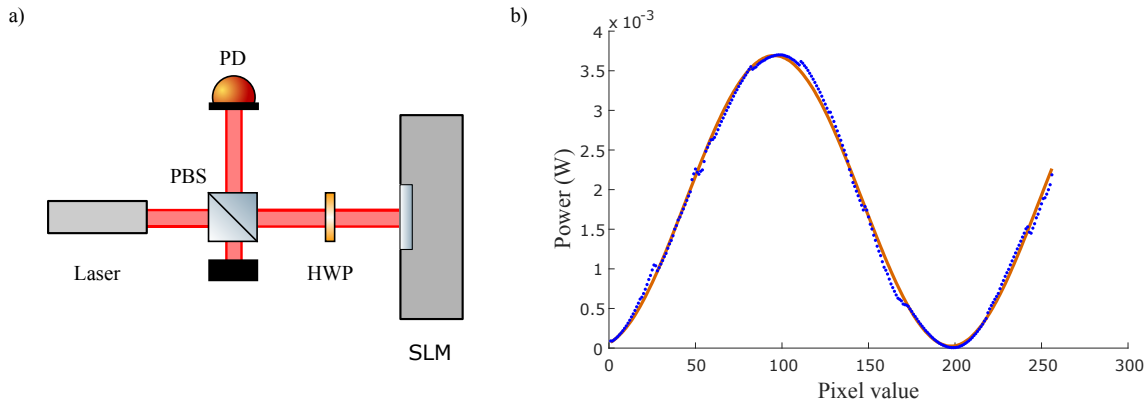 a)
PD
PBS
Laser
HWP
SLM
b)
× 10⁻³
4
3.5
3
2.5
2
1.5
1
0.5
0
Power (W)
0 50 100 150 200 250 300
Pixel value